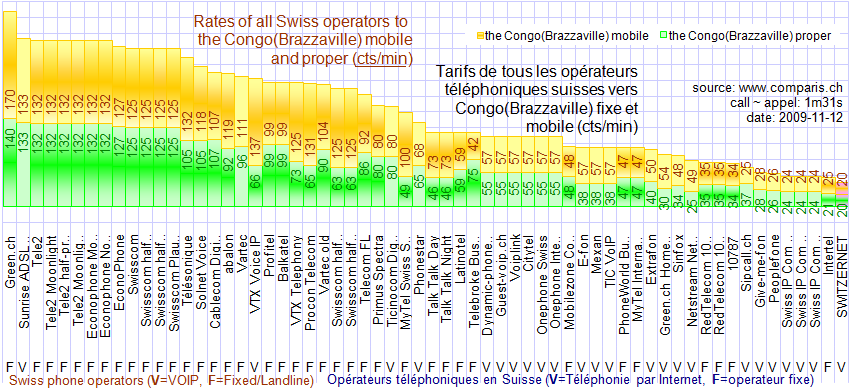 Rates of all Swiss operators to
the Congo(Brazzaville) mobile
and proper (cts/min)
the Congo(Brazzaville) mobile
the Congo(Brazzaville) proper
Tarifs de tous les opérateurs
téléphoniques suisses vers
Congo(Brazzaville) fixe et
mobile (cts/min)
source: www.comparis.ch
call ~ appel: 1m31s
date: 2009-11-12
170 133 132 132 132 132 132 132 127 125 125 125 125 132 118 107 119 111 137 99 99 125 131 104 125 125 92 80 80 100 68 73 73 59 42 57 57 57 57 57 57 48 57 57 57 47 47 50 54 48 49 35 35 34 25 28 26 24 24 24 25 20
140 133 132 132 132 132 132 132 127 125 125 125 125 105 105 107 92 96 66 99 99 73 65 90 63 63 86 80 80 49 65 46 46 59 75 55 55 55 55 55 55 48 38 38 38 47 47 40 30 34 25 35 35 34 37 28 26 24 24 24 21 20
Green.ch
Sunrise ADSL...
Tele2
Tele2 Moonlight
Tele2 half-pr...
Tele2 Moonlig...
Econophone Mo...
Econophone No...
EconoPhone
Swisscom
Swisscom half...
Swisscom half...
Swisscom Plau...
Télésonique
Solnet Voice
Cablecom Digi...
abalon
Vartec
VTX Voice IP
Profitel
Balkatel
VTX Telephony
Procon Telecom
Vartec dd
Swisscom half...
Swisscom half...
Telecom FL
Primus Spectra
Ticinocom Dig...
MyTel Swiss S...
Phonestar
Talk Talk Day
Talk Talk Night
Latinotel
Telebroke Bus...
Dynamic-phone...
Guest-voip.ch
Voiplink
Citytel
Onephone Swiss
Onephone Inte...
Mobilezone Co...
E-fon
Mexan
TIC VoIP
PhoneWorld Bu...
MyTel Interna...
Extrafon
Green.ch Home...
Sinfox
Netstream Net...
RedTelecom 10...
RedTelecom 10...
10787
Sipcall.ch
Give-me-fon
Peoplefone
Swiss IP Com ...
Swiss IP Com ...
Swiss IP Com ...
Intertel
SWITZERNET
Swiss phone operators (V=VOIP, F=Fixed/Landline)
Opérateurs téléphoniques en Suisse (V=Téléphonie par Internet, F=operateur fixe)